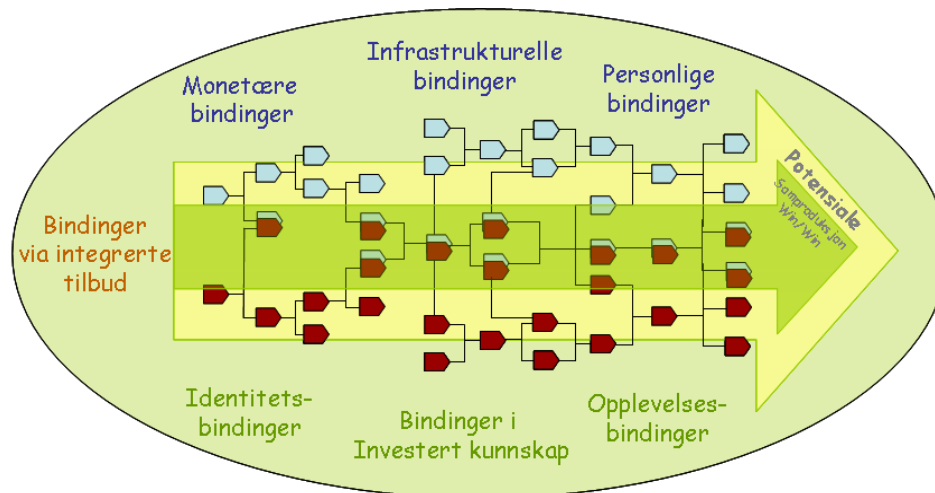 Infrastrukturelle
bindinger
Monetære
bindinger
Personlige
bindinger
Potensiale
Samproduksjon
Win/Win
Bindinger
via integrerte
tilbud
Identitets-
bindinger
Bindinger i
Investert kunnskap
Opplevelses-
bindinger